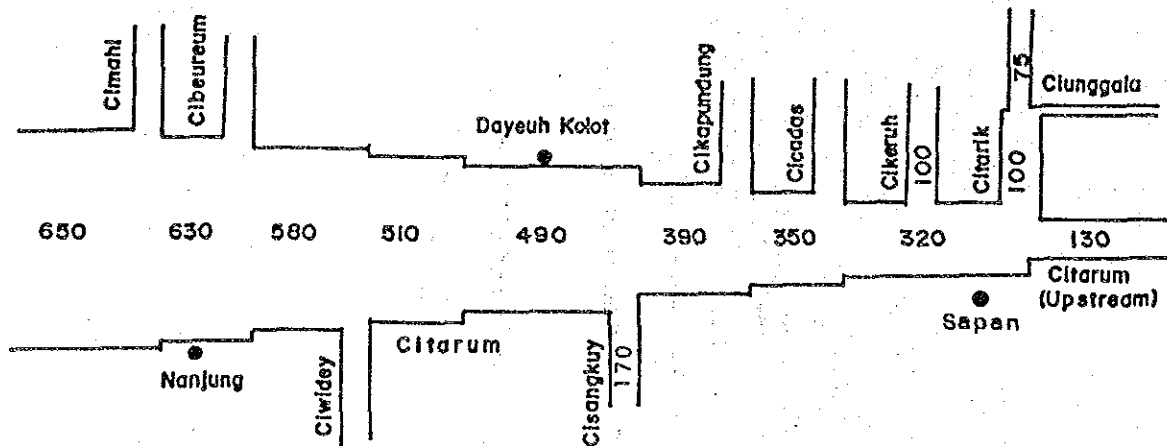 Cimahi
Cibeureum
Dayeuh Kolot
Cikapundung
Cicadas
Cikeruh
100
Citarik
100
75
Ciunggala
650
630
580
510
490
390
350
320
130
Nanjung
Ciwidey
Citarum
Cisangkuy
170
Sapan
Citarum
(Upstream)